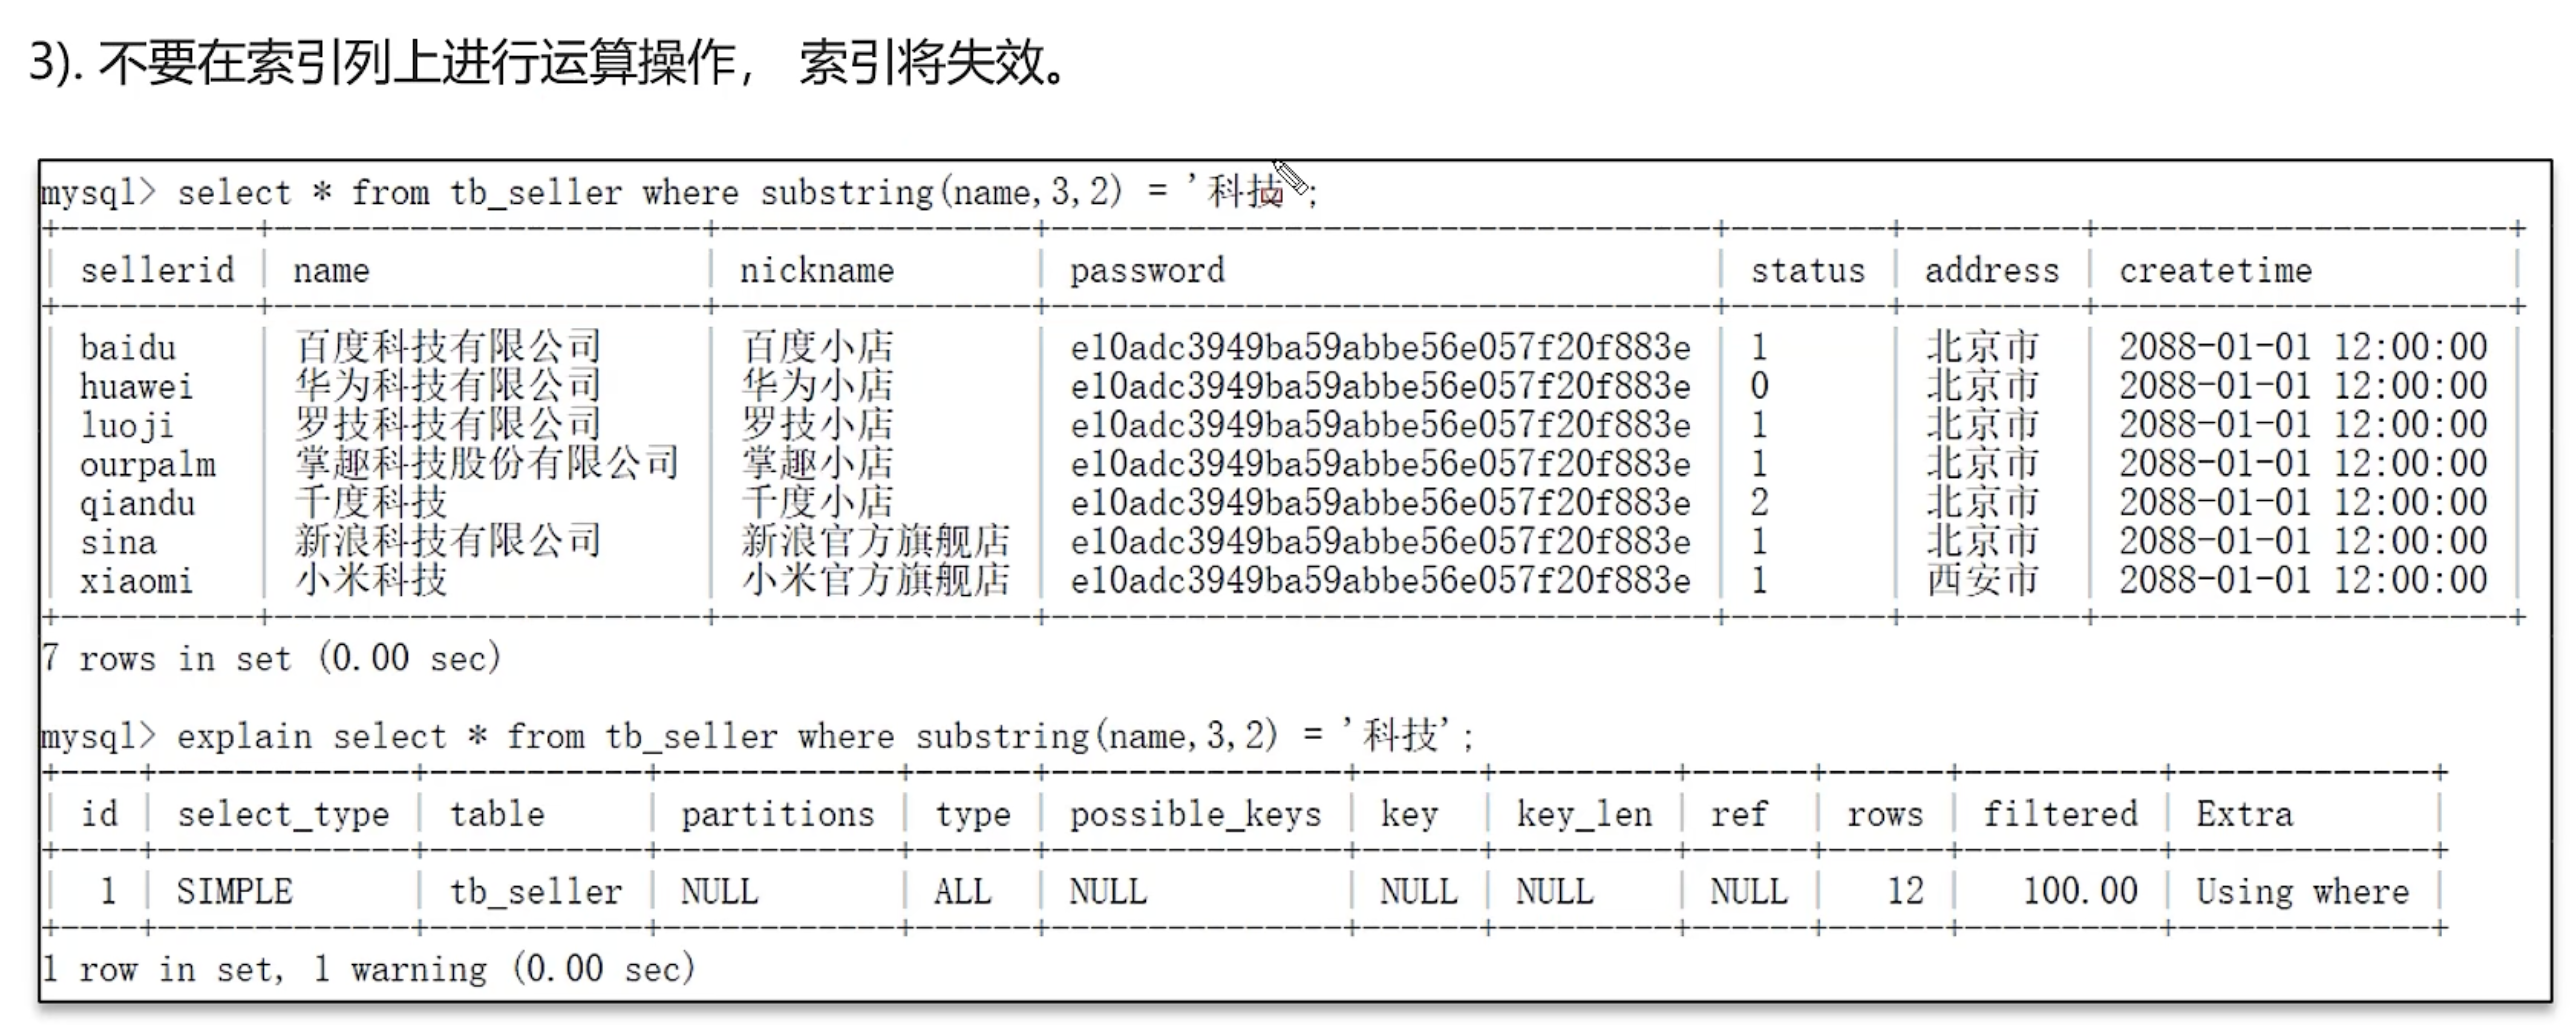 3). 不要在索引列上进行运算操作， 索引将失效。
mysql> select * from tb_seller where substring(name,3,2) = '科技';
+----------+----------------------+----------------+----------------------------------+--------+---------+---------------------+
| sellerid | name | nickname | password | status | address | createtime |
+----------+----------------------+----------------+----------------------------------+--------+---------+---------------------+
| baidu | 百度科技有限公司 | 百度小店 | e10adc3949ba59abbe56e057f20f883e | 1 | 北京市 | 2088-01-01 12:00:00 |
| huawei | 华为科技有限公司 | 华为小店 | e10adc3949ba59abbe56e057f20f883e | 0 | 北京市 | 2088-01-01 12:00:00 |
| luoji | 罗技科技有限公司 | 罗技小店 | e10adc3949ba59abbe56e057f20f883e | 1 | 北京市 | 2088-01-01 12:00:00 |
| ourpalm | 掌趣科技股份有限公司 | 掌趣小店 | e10adc3949ba59abbe56e057f20f883e | 1 | 北京市 | 2088-01-01 12:00:00 |
| qiandu | 千度科技 | 千度小店 | e10adc3949ba59abbe56e057f20f883e | 2 | 北京市 | 2088-01-01 12:00:00 |
| sina | 新浪科技有限公司 | 新浪官方旗舰店 | e10adc3949ba59abbe56e057f20f883e | 1 | 北京市 | 2088-01-01 12:00:00 |
| xiaomi | 小米科技 | 小米官方旗舰店 | e10adc3949ba59abbe56e057f20f883e | 1 | 西安市 | 2088-01-01 12:00:00 |
+----------+----------------------+----------------+----------------------------------+--------+---------+---------------------+
7 rows in set (0.00 sec)
mysql> explain select * from tb_seller where substring(name,3,2) = '科技';
+----+-------------+-----------+------------+------+---------------+------+---------+------+------+----------+-------------+
| id | select_type | table | partitions | type | possible_keys | key | key_len | ref | rows | filtered | Extra |
+----+-------------+-----------+------------+------+---------------+------+---------+------+------+----------+-------------+
| 1 | SIMPLE | tb_seller | NULL | ALL | NULL | NULL | NULL | NULL | 12 | 100.00 | Using where |
+----+-------------+-----------+------------+------+---------------+------+---------+------+------+----------+-------------+
1 row in set, 1 warning (0.00 sec)